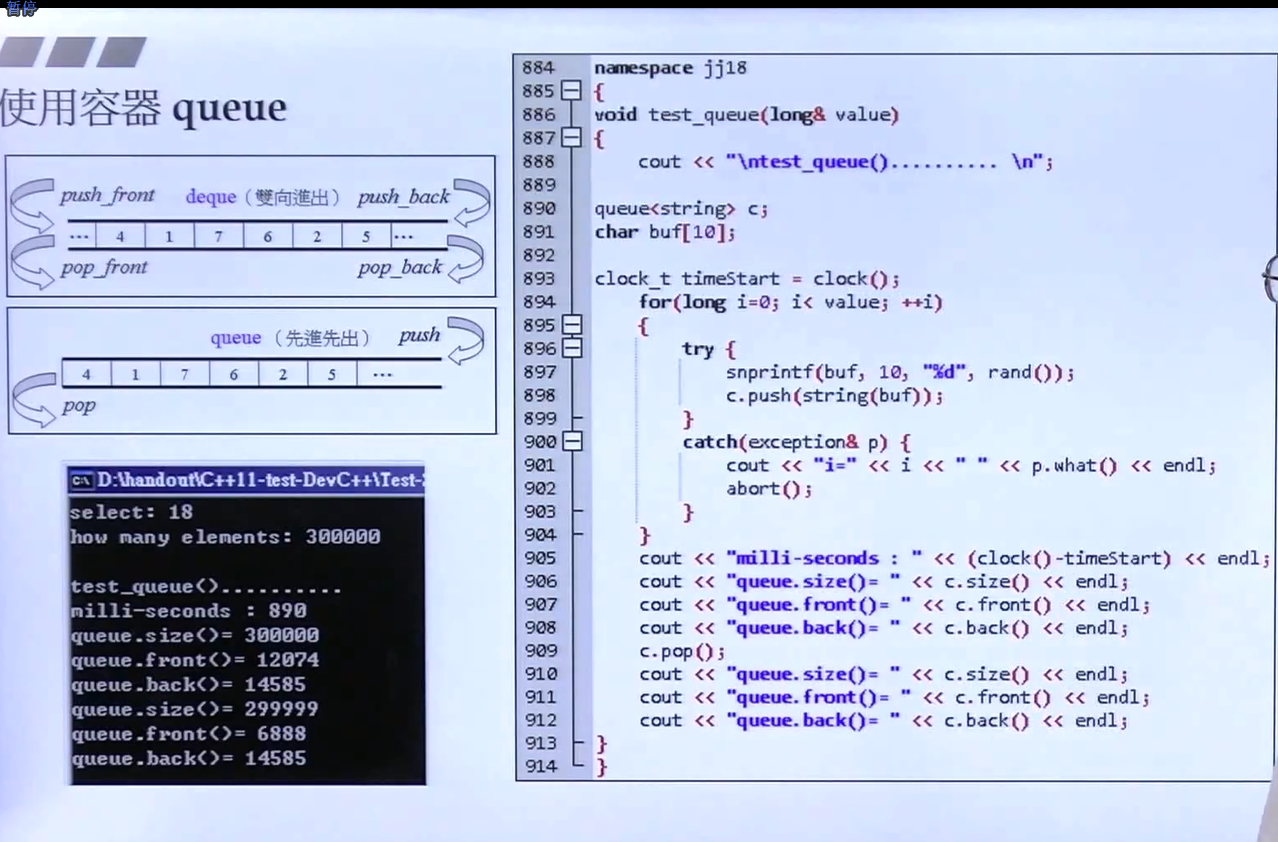 暂停
使用容器 queue
push_front deque（雙向進出） push_back
… 4 1 7 6 2 5 …
pop_front pop_back
queue （先進先出） push
4 1 7 6 2 5 …
pop
D:\handout\C++11-test-DevC++\Test-
select: 18
how many elements: 300000
test_queue()..........
milli-seconds : 890
queue.size()= 300000
queue.front()= 12074
queue.back()= 14585
queue.size()= 299999
queue.front()= 6888
queue.back()= 14585
884 namespace jj18
885 {
886 void test_queue(long& value)
887 {
888 cout << "\ntest_queue().......... \n";
889
890 queue<string> c;
891 char buf[10];
892
893 clock_t timeStart = clock();
894 for(long i=0; i< value; ++i)
895 {
896 try {
897 snprintf(buf, 10, "%d", rand());
898 c.push(string(buf));
899 }
900 catch(exception& p) {
901 cout << "i=" << i << " " << p.what() << endl;
902 abort();
903 }
904 }
905 cout << "milli-seconds : " << (clock()-timeStart) << endl;
906 cout << "queue.size()= " << c.size() << endl;
907 cout << "queue.front()= " << c.front() << endl;
908 cout << "queue.back()= " << c.back() << endl;
909 c.pop();
910 cout << "queue.size()= " << c.size() << endl;
911 cout << "queue.front()= " << c.front() << endl;
912 cout << "queue.back()= " << c.back() << endl;
913 }
914 }